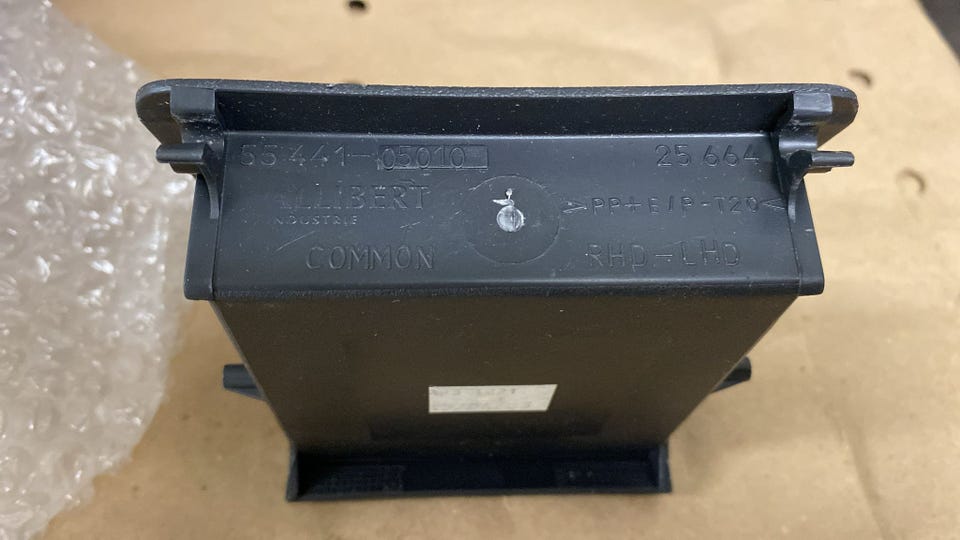 55441-05010
25664
ALLIBERT
INDUSTRIE
>PP+E/P-T20<
COMMON
RHD-LHD